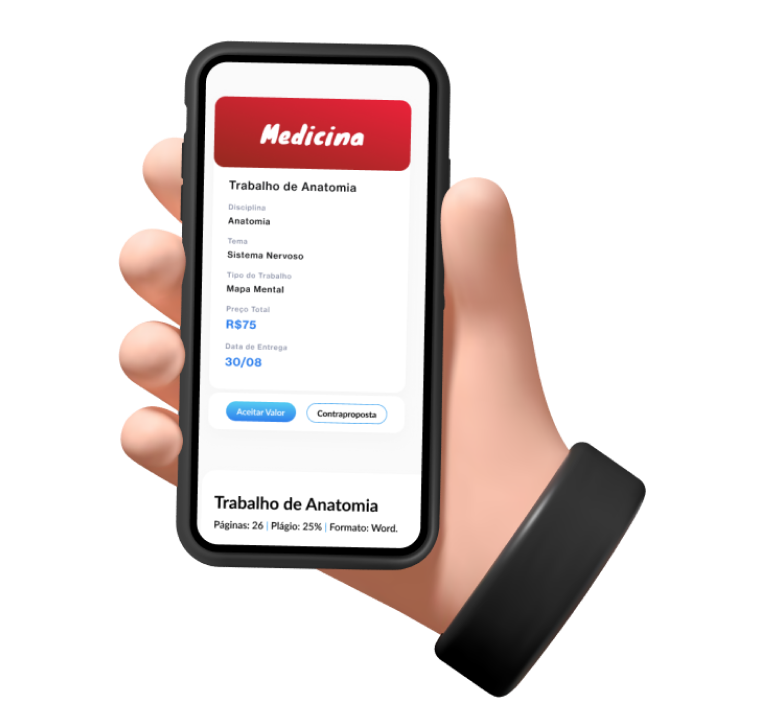 Medicina
Trabalho de Anatomia
Disciplina
Anatomia
Tema
Sistema Nervoso
Tipo de Trabalho
Mapa Mental
Preço Total
R$75
Data de Entrega
30/08
Aceitar Valor Contraproposta
Trabalho de Anatomia
Páginas: 26 | Plágio: 25% | Formato: Word.